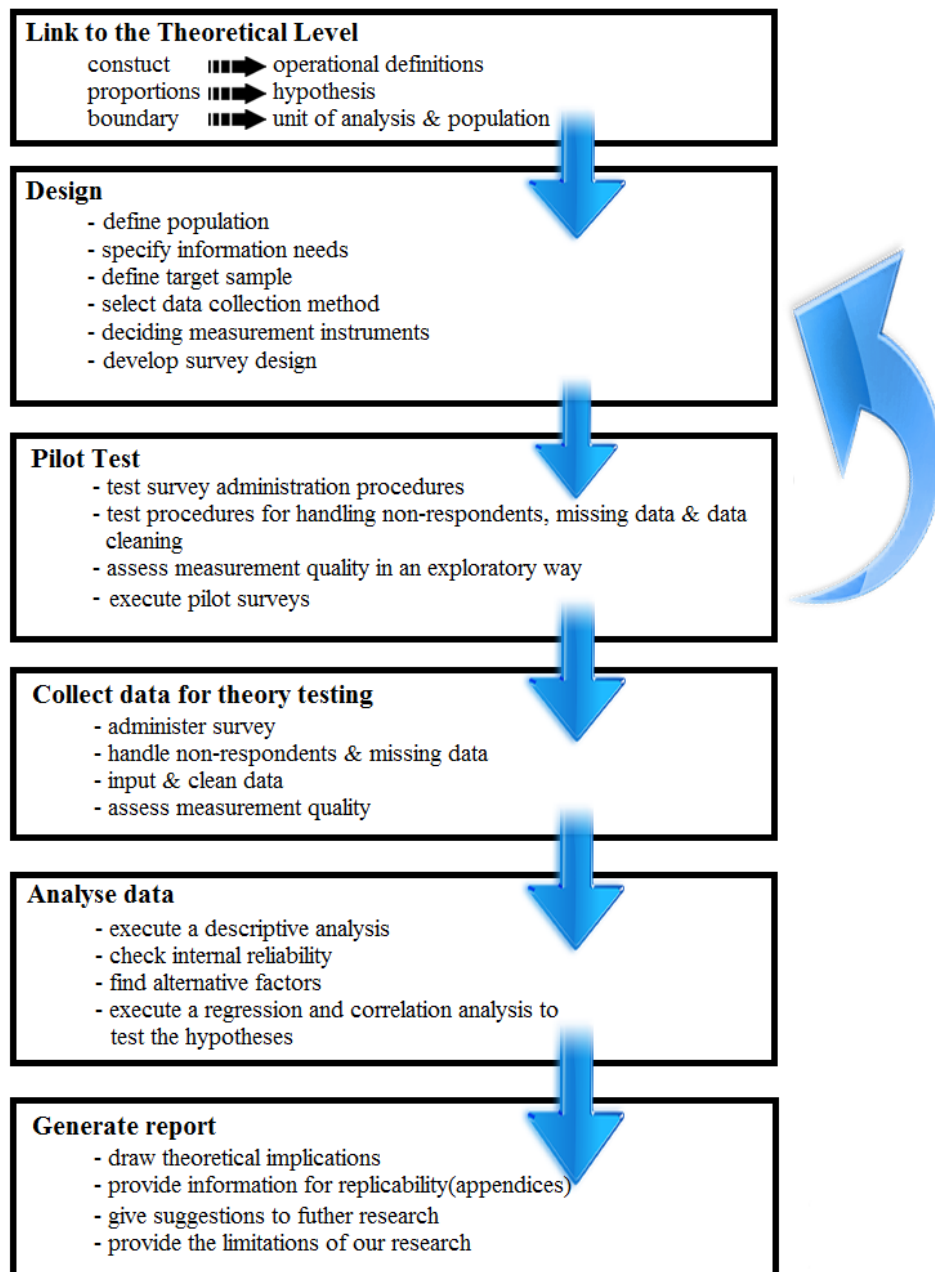 Link to the Theoretical Level
constuct operational definitions
proportions hypothesis
boundary unit of analysis & population
Design
- define population
- specify information needs
- define target sample
- select data collection method
- deciding measurement instruments
- develop survey design
Pilot Test
- test survey administration procedures
- test procedures for handling non-respondents, missing data & data
cleaning
- assess measurement quality in an exploratory way
- execute pilot surveys
Collect data for theory testing
- administer survey
- handle non-respondents & missing data
- input & clean data
- assess measurement quality
Analyse data
- execute a descriptive analysis
- check internal reliability
- find alternative factors
- execute a regression and correlation analysis to
test the hypotheses
Generate report
- draw theoretical implications
- provide information for replicability(appendices)
- give suggestions to futher research
- provide the limitations of our research